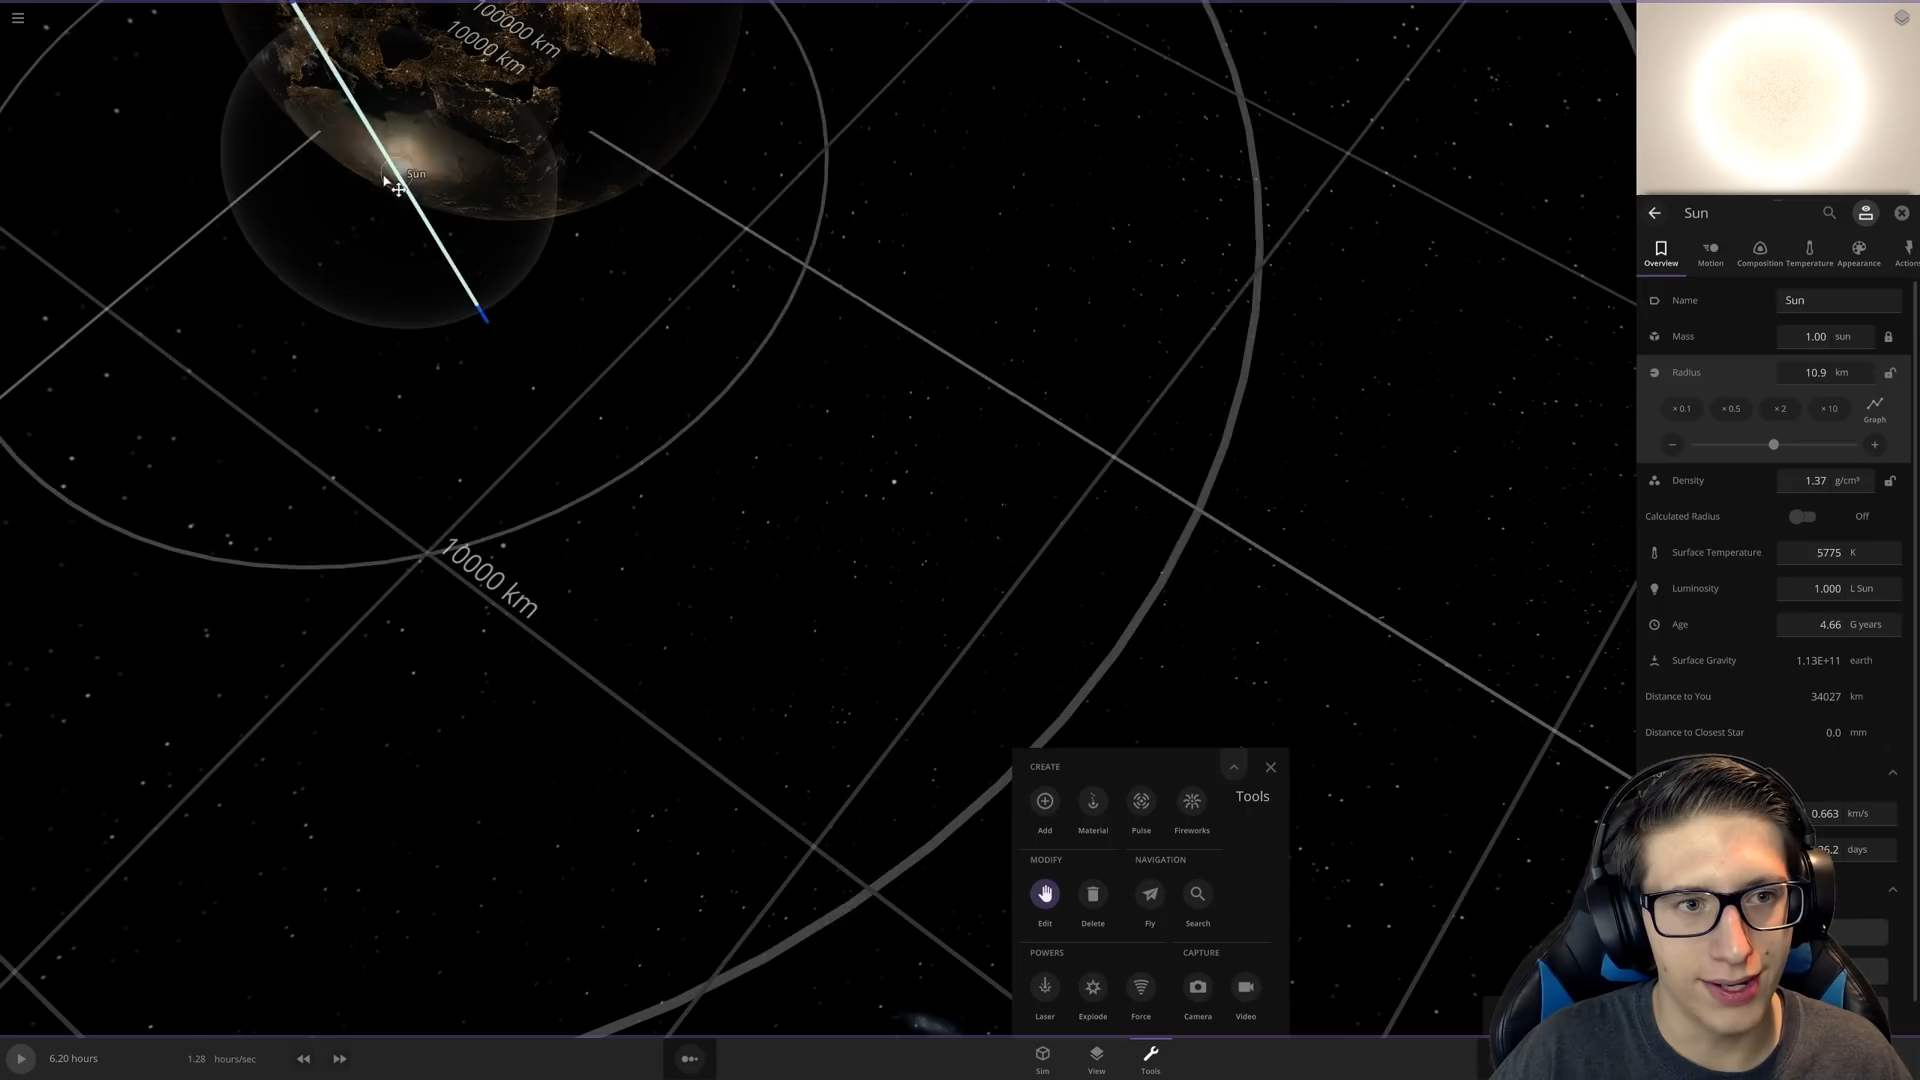 100000 km
10000 km
Sun
10000 km
Sun
Overview
Motion
Composition
Temperature
Appearance
Actions
Name
Sun
Mass
1.00 sun
Radius
10.9 km
× 0.1
× 0.5
× 2
× 10
Graph
Density
1.37 g/cm³
Calculated Radius
Off
Surface Temperature
5775 K
Luminosity
1.000 L Sun
Age
4.66 G years
Surface Gravity
1.13E+11 earth
Distance to You
34027 km
Distance to Closest Star
0.0 mm
0.663 km/s
days
CREATE
Tools
Add
Material
Pulse
Fireworks
MODIFY
NAVIGATION
Edit
Delete
Fly
Search
POWERS
CAPTURE
Laser
Explode
Force
Camera
Video
6.20 hours
1.28 hours/sec
Sim
View
Tools